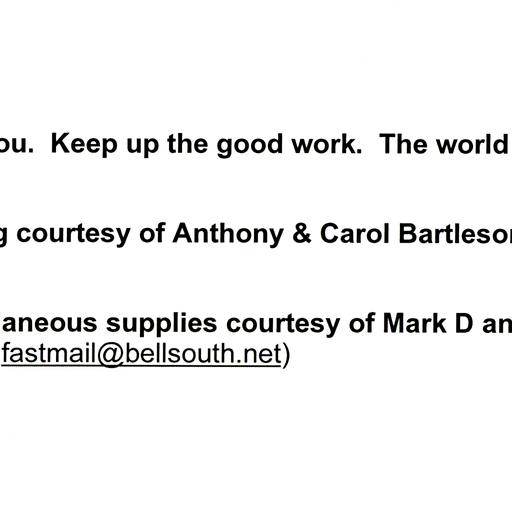 ou.  Keep up the good work.  The world
g courtesy of Anthony & Carol Bartleso
aneous supplies courtesy of Mark D an
fastmail@bellsouth.net)